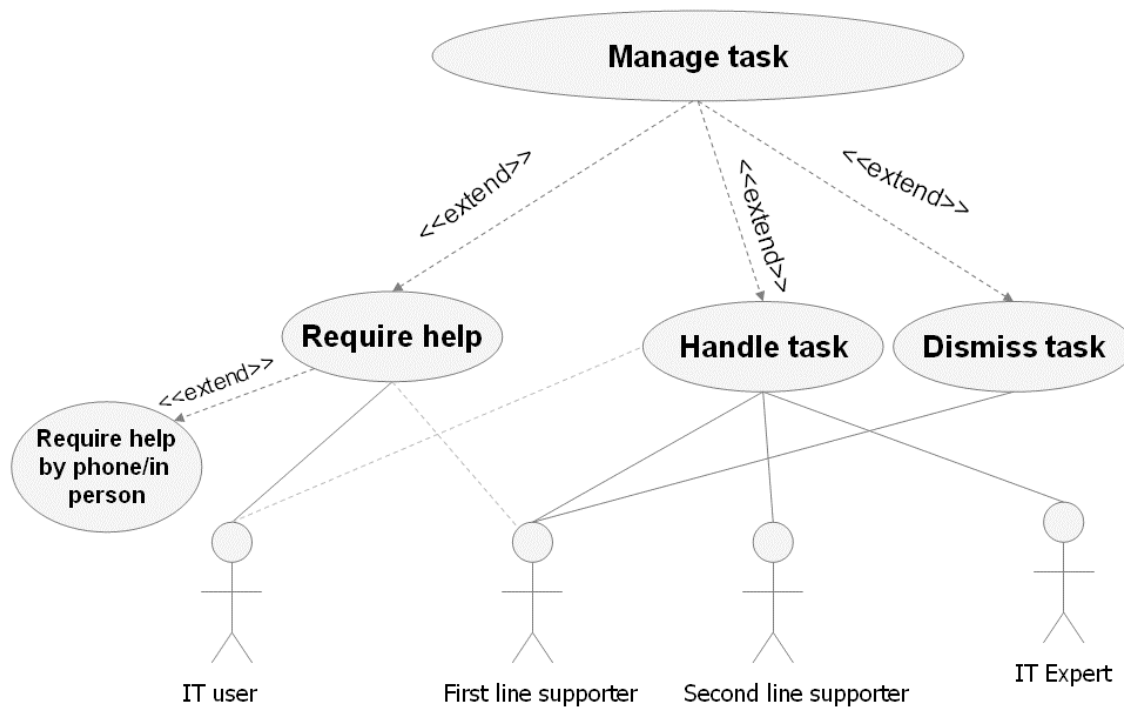 Manage task
<<extend>>
<<extend>>
<<extend>>
Require help
Handle task
Dismiss task
<<extend>>
Require help
by phone/in
person
IT user
First line supporter
Second line supporter
IT Expert